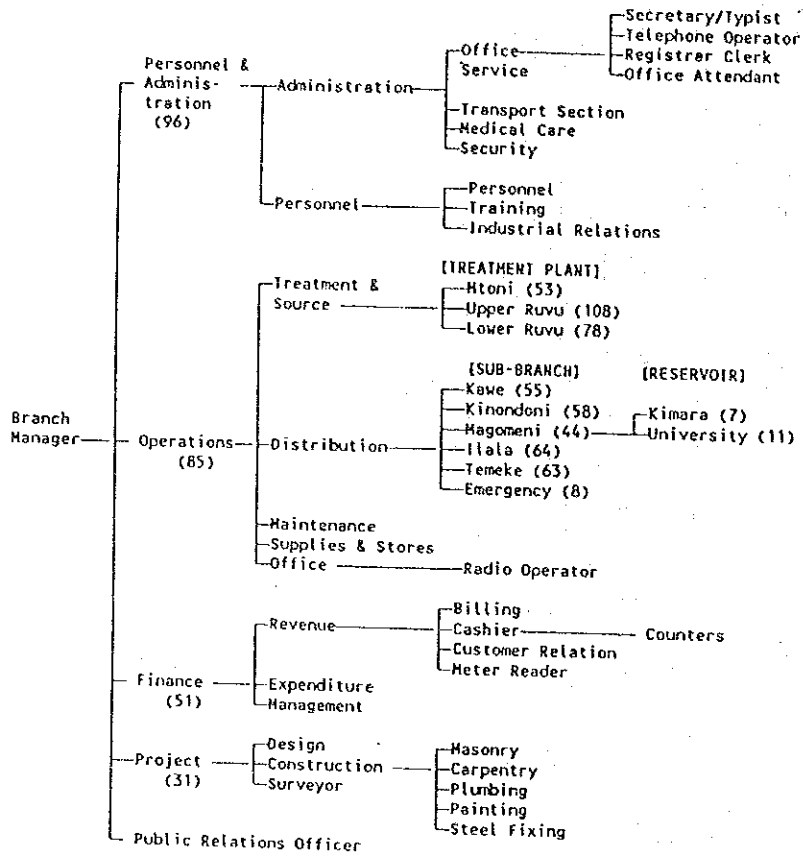 Secretary/Typist
Telephone Operator
Registrar Clerk
Office Attendant
Office
Service
Personnel &
Adminis-
tration
(96)
Administration
Transport Section
Medical Care
Security
Personnel
Personnel
Training
Industrial Relations
[TREATMENT PLANT]
Treatment &
Source
Mtoni (53)
Upper Ruvu (108)
Lower Ruvu (78)
[SUB-BRANCH]
[RESERVOIR]
Kawe (55)
Kinondoni (58)
Magomeni (44)
Ilala (64)
Temeke (63)
Emergency (8)
Kimara (7)
University (11)
Branch
Manager
Operations
(85)
Distribution
Maintenance
Supplies & Stores
Office
Radio Operator
Revenue
Billing
Cashier
Customer Relation
Meter Reader
Counters
Finance
(51)
Expenditure
Management
Project
(31)
Design
Construction
Surveyor
Masonry
Carpentry
Plumbing
Painting
Steel Fixing
Public Relations Officer